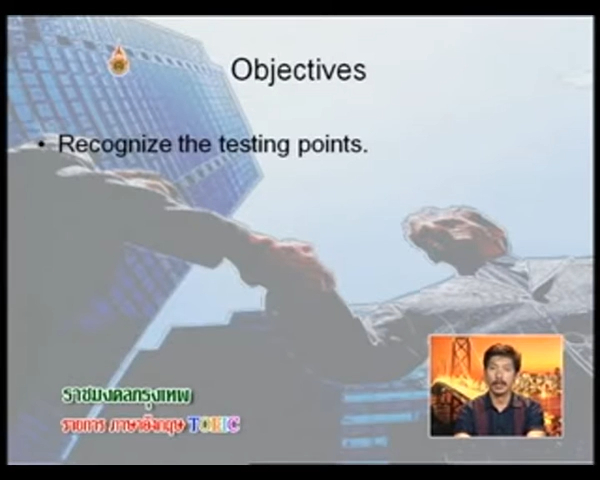 Objectives
• Recognize the testing points.
ราชมงคลกรุงเทพ
รายการ ภาษาอังกฤษ TOEIC